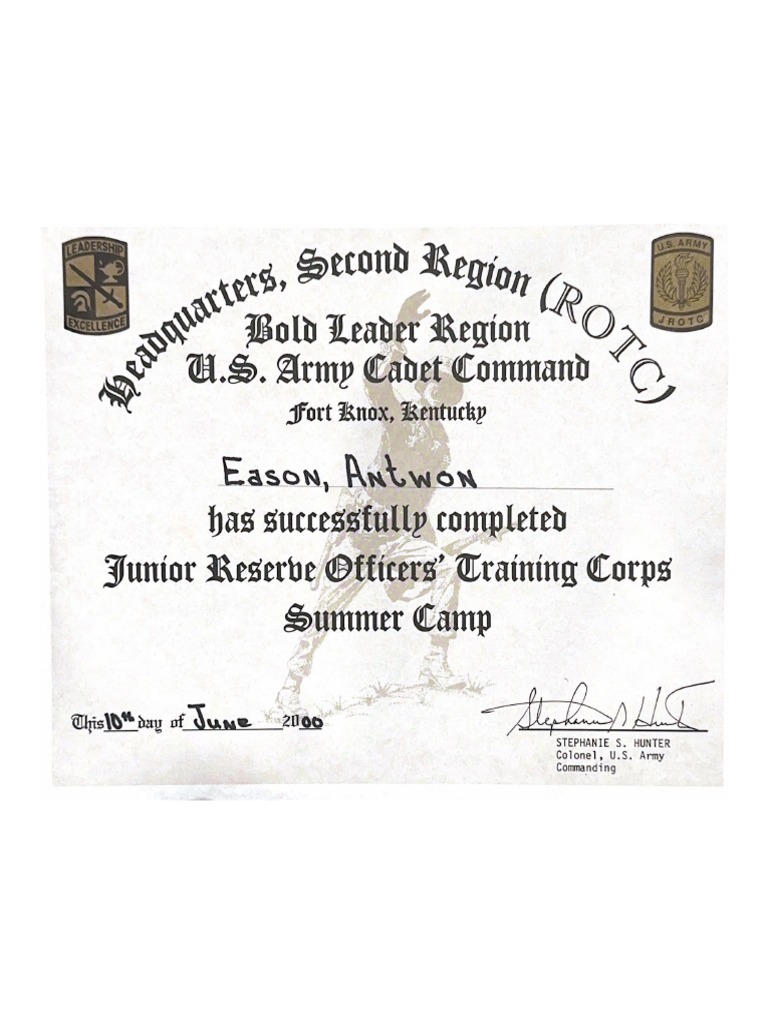 LEADERSHIP
EXCELLENCE
U.S. ARMY
JROTC
Headquarters, Second Region (ROTC)
Bold Leader Region
U.S. Army Cadet Command
Fort Knox, Kentucky
Eason, Antwon
has successfully completed
Junior Reserve Officers' Training Corps
Summer Camp
This 10th day of June 2000
Stephanie S Hunter
STEPHANIE S. HUNTER
Colonel, U.S. Army
Commanding